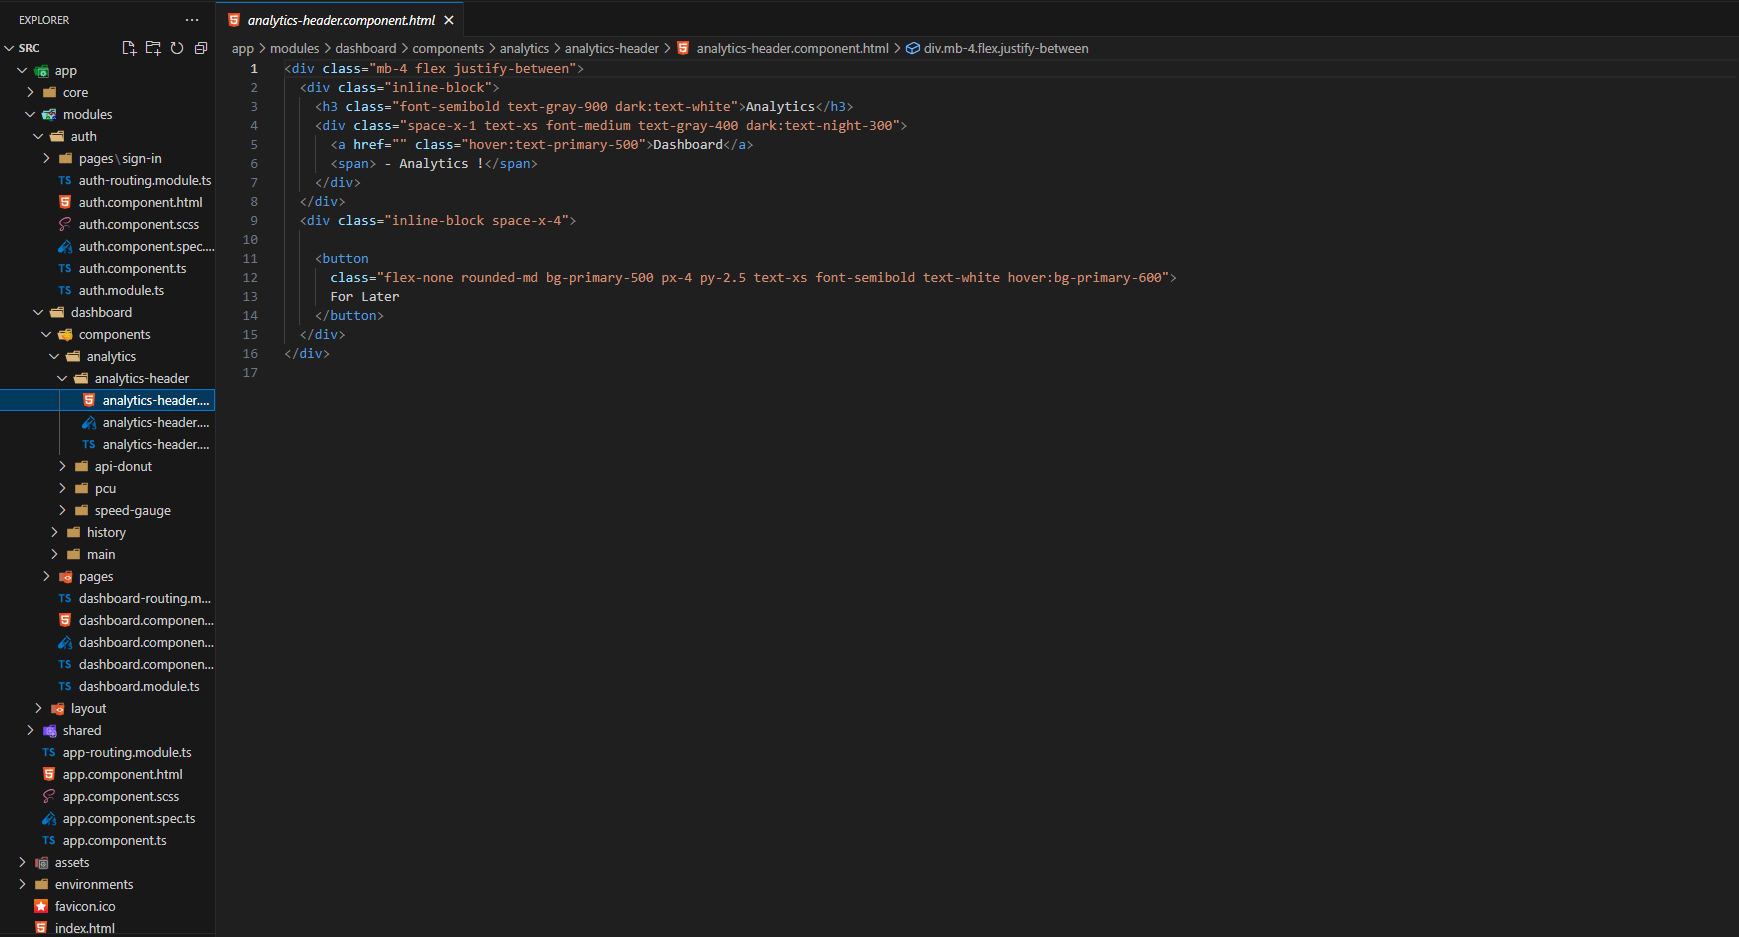 EXPLORER
SRC
app
core
modules
auth
pages\sign-in
TS auth-routing.module.ts
auth.component.html
auth.component.scss
auth.component.spec....
TS auth.component.ts
TS auth.module.ts
dashboard
components
analytics
analytics-header
analytics-header....
analytics-header....
TS analytics-header....
api-donut
pcu
speed-gauge
history
main
pages
TS dashboard-routing.m...
dashboard.componen...
dashboard.componen...
TS dashboard.componen...
TS dashboard.module.ts
layout
shared
TS app-routing.module.ts
app.component.html
app.component.scss
app.component.spec.ts
TS app.component.ts
assets
environments
favicon.ico
index.html
analytics-header.component.html
app > modules > dashboard > components > analytics > analytics-header > analytics-header.component.html > div.mb-4.flex.justify-between
1 <div class="mb-4 flex justify-between">
2 <div class="inline-block">
3 <h3 class="font-semibold text-gray-900 dark:text-white">Analytics</h3>
4 <div class="space-x-1 text-xs font-medium text-gray-400 dark:text-night-300">
5 <a href="" class="hover:text-primary-500">Dashboard</a>
6 <span> - Analytics !</span>
7 </div>
8 </div>
9 <div class="inline-block space-x-4">
10
11 <button
12 class="flex-none rounded-md bg-primary-500 px-4 py-2.5 text-xs font-semibold text-white hover:bg-primary-600">
13 For Later
14 </button>
15 </div>
16 </div>
17